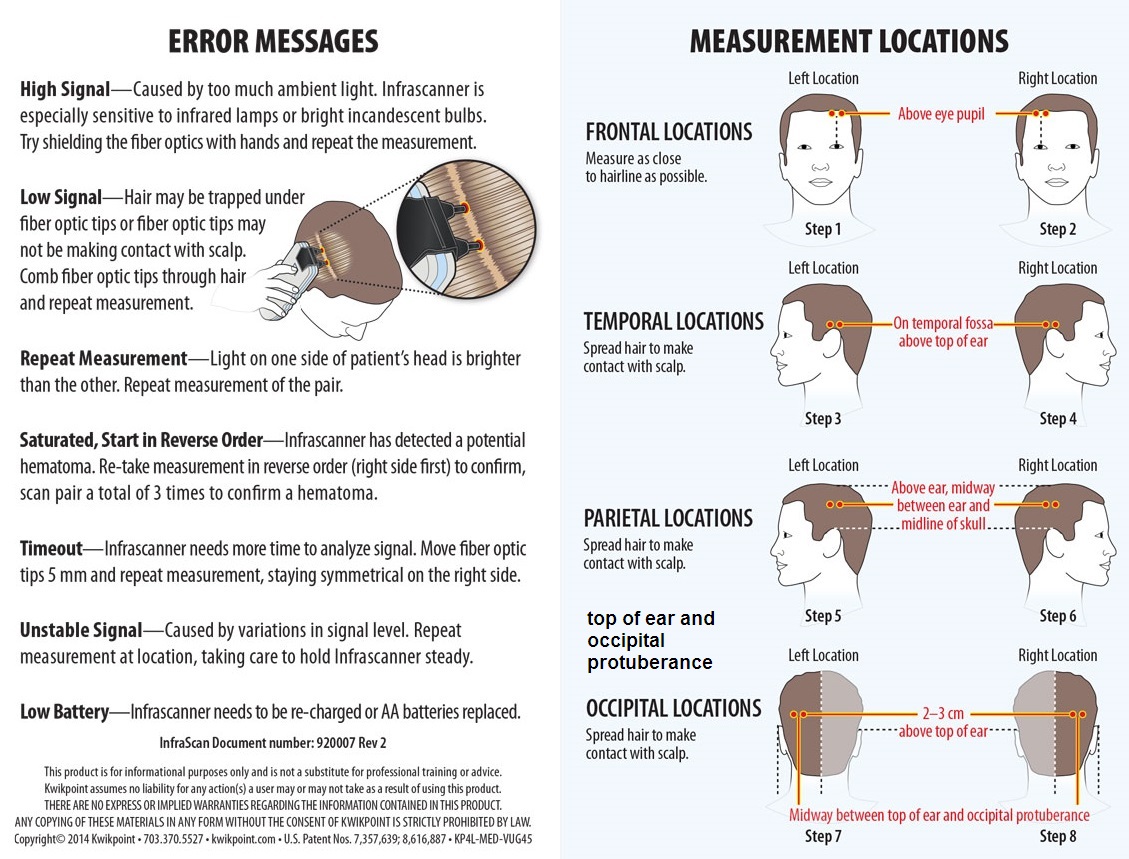 ERROR MESSAGES
High Signal—Caused by too much ambient light. Infrascanner is
especially sensitive to infrared lamps or bright incandescent bulbs.
Try shielding the fiber optics with hands and repeat the measurement.
Low Signal—Hair may be trapped under
fiber optic tips or fiber optic tips may
not be making contact with scalp.
Comb fiber optic tips through hair
and repeat measurement.
Repeat Measurement—Light on one side of patient's head is brighter
than the other. Repeat measurement of the pair.
Saturated, Start in Reverse Order—Infrascanner has detected a potential
hematoma. Re-take measurement in reverse order (right side first) to confirm,
scan pair a total of 3 times to confirm a hematoma.
Timeout—Infrascanner needs more time to analyze signal. Move fiber optic
tips 5 mm and repeat measurement, staying symmetrical on the right side.
Unstable Signal—Caused by variations in signal level. Repeat
measurement at location, taking care to hold Infrascanner steady.
Low Battery—Infrascanner needs to be re-charged or AA batteries replaced.
InfraScan Document number: 920007 Rev 2
This product is for informational purposes only and is not a substitute for professional training or advice.
Kwikpoint assumes no liability for any action(s) a user may or may not take as a result of using this product.
THERE ARE NO EXPRESS OR IMPLIED WARRANTIES REGARDING THE INFORMATION CONTAINED IN THIS PRODUCT.
ANY COPYING OF THESE MATERIALS IN ANY FORM WITHOUT THE CONSENT OF KWIKPOINT IS STRICTLY PROHIBITED BY LAW.
Copyright© 2014 Kwikpoint • 703.370.5527 • kwikpoint.com • U.S. Patent Nos. 7,357,639; 8,616,887 • KP4L-MED-VUG45
MEASUREMENT LOCATIONS
Left Location
Right Location
FRONTAL LOCATIONS
Measure as close
to hairline as possible.
Above eye pupil
Step 1
Step 2
Left Location
Right Location
TEMPORAL LOCATIONS
Spread hair to make
contact with scalp.
On temporal fossa
above top of ear
Step 3
Step 4
Left Location
Right Location
PARIETAL LOCATIONS
Spread hair to make
contact with scalp.
Above ear, midway
between ear and
midline of skull
Step 5
Step 6
top of ear and
occipital
protuberance
Left Location
Right Location
OCCIPITAL LOCATIONS
Spread hair to make
contact with scalp.
2–3 cm
above top of ear
Midway between top of ear and occipital protuberance
Step 7
Step 8